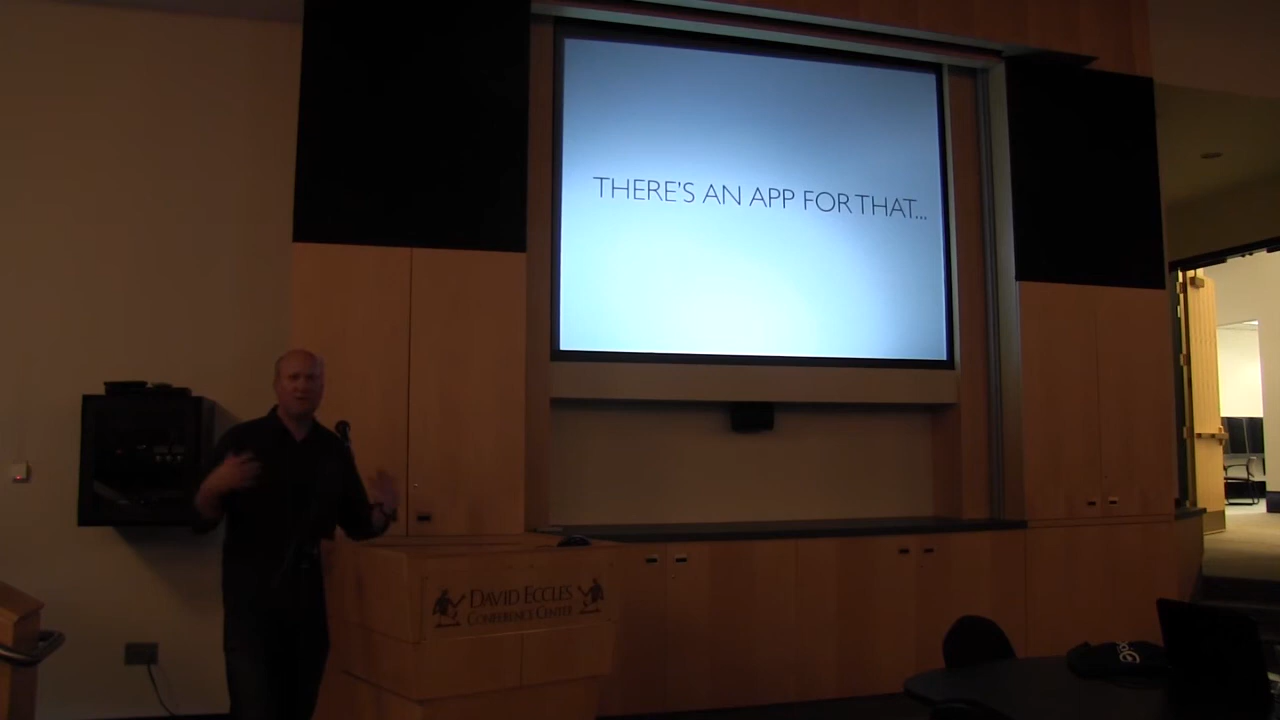 THERE'S AN APP FOR THAT...
DAVID ECCLES
CONFERENCE CENTER